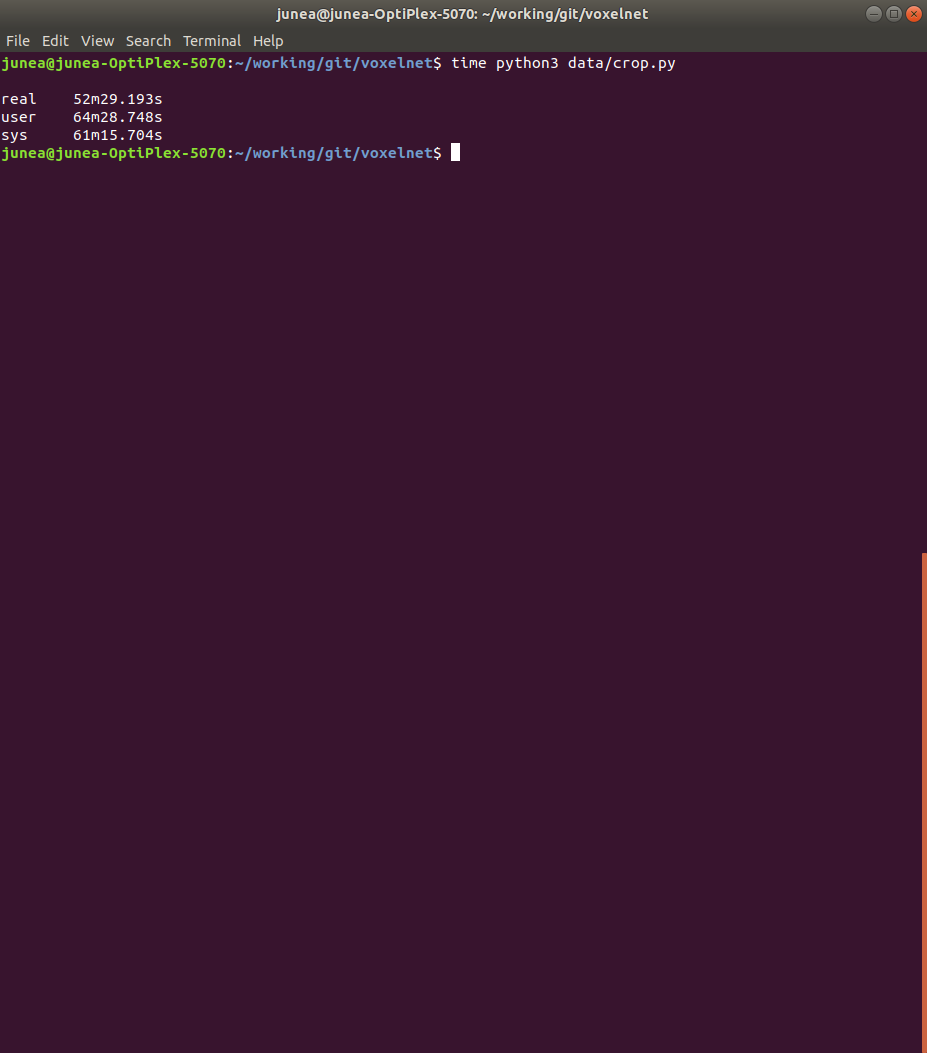 junea@junea-OptiPlex-5070: ~/working/git/voxelnet
File Edit View Search Terminal Help
junea@junea-OptiPlex-5070:~/working/git/voxelnet$ time python3 data/crop.py
real 52m29.193s
user 64m28.748s
sys 61m15.704s
junea@junea-OptiPlex-5070:~/working/git/voxelnet$